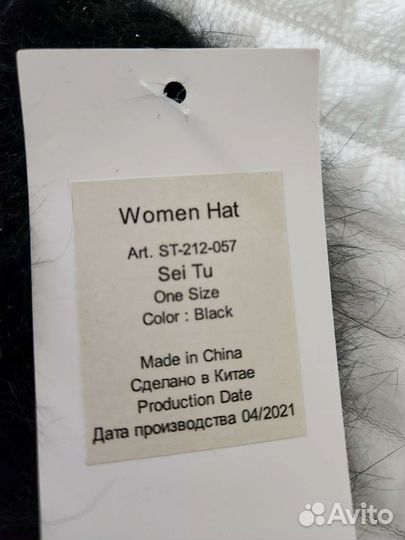 Women Hat
Art. ST-212-057
Sei Tu
One Size
Color : Black
Made in China
Сделано в Китае
Production Date
Дата производства 04/2021
Avito